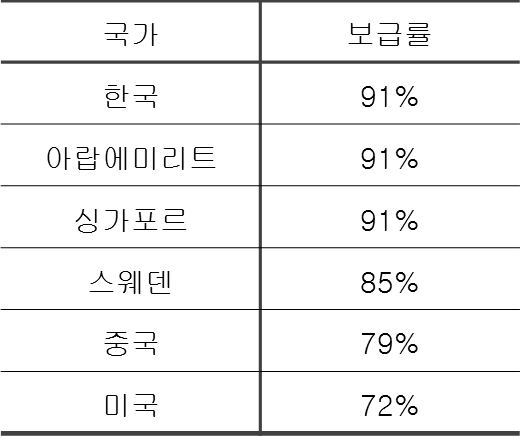 국가 보급률
한국 91%
아랍에미리트 91%
싱가포르 91%
스웨덴 85%
중국 79%
미국 72%